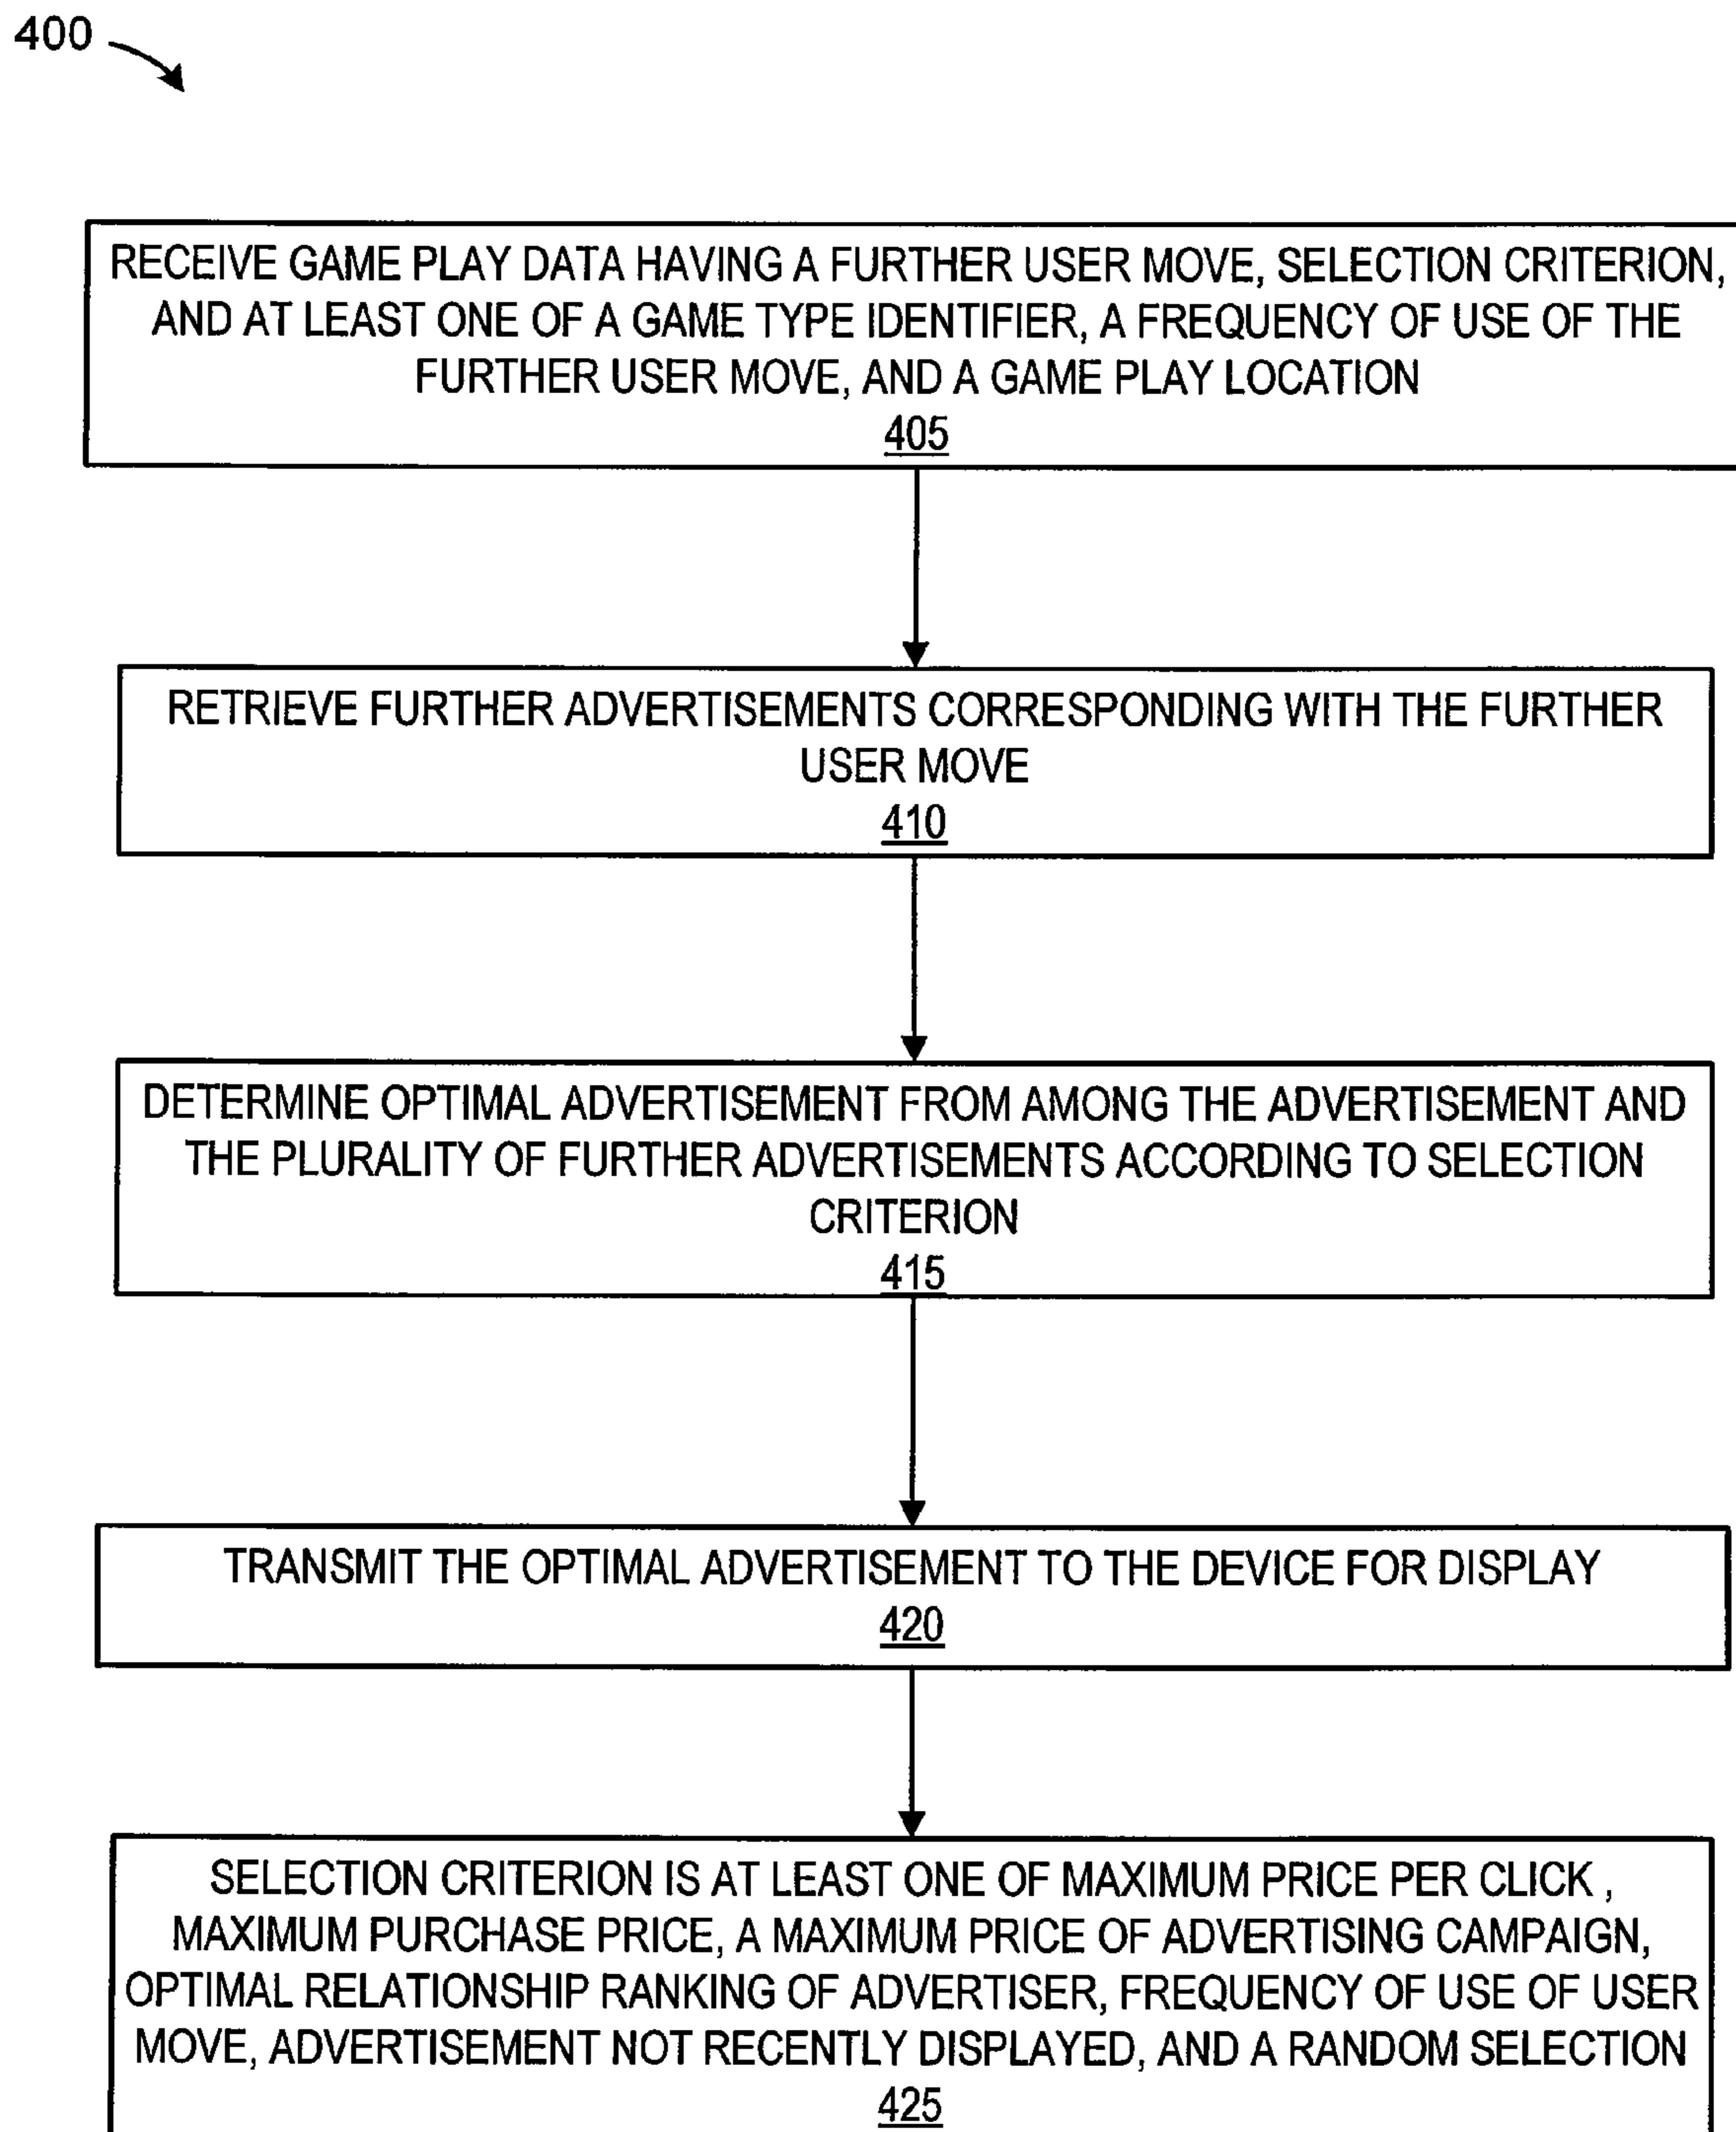 400
RECEIVE GAME PLAY DATA HAVING A FURTHER USER MOVE, SELECTION CRITERION,
AND AT LEAST ONE OF A GAME TYPE IDENTIFIER, A FREQUENCY OF USE OF THE
FURTHER USER MOVE, AND A GAME PLAY LOCATION
405
RETRIEVE FURTHER ADVERTISEMENTS CORRESPONDING WITH THE FURTHER
USER MOVE
410
DETERMINE OPTIMAL ADVERTISEMENT FROM AMONG THE ADVERTISEMENT AND
THE PLURALITY OF FURTHER ADVERTISEMENTS ACCORDING TO SELECTION
CRITERION
415
TRANSMIT THE OPTIMAL ADVERTISEMENT TO THE DEVICE FOR DISPLAY
420
SELECTION CRITERION IS AT LEAST ONE OF MAXIMUM PRICE PER CLICK ,
MAXIMUM PURCHASE PRICE, A MAXIMUM PRICE OF ADVERTISING CAMPAIGN,
OPTIMAL RELATIONSHIP RANKING OF ADVERTISER, FREQUENCY OF USE OF USER
MOVE, ADVERTISEMENT NOT RECENTLY DISPLAYED, AND A RANDOM SELECTION
425